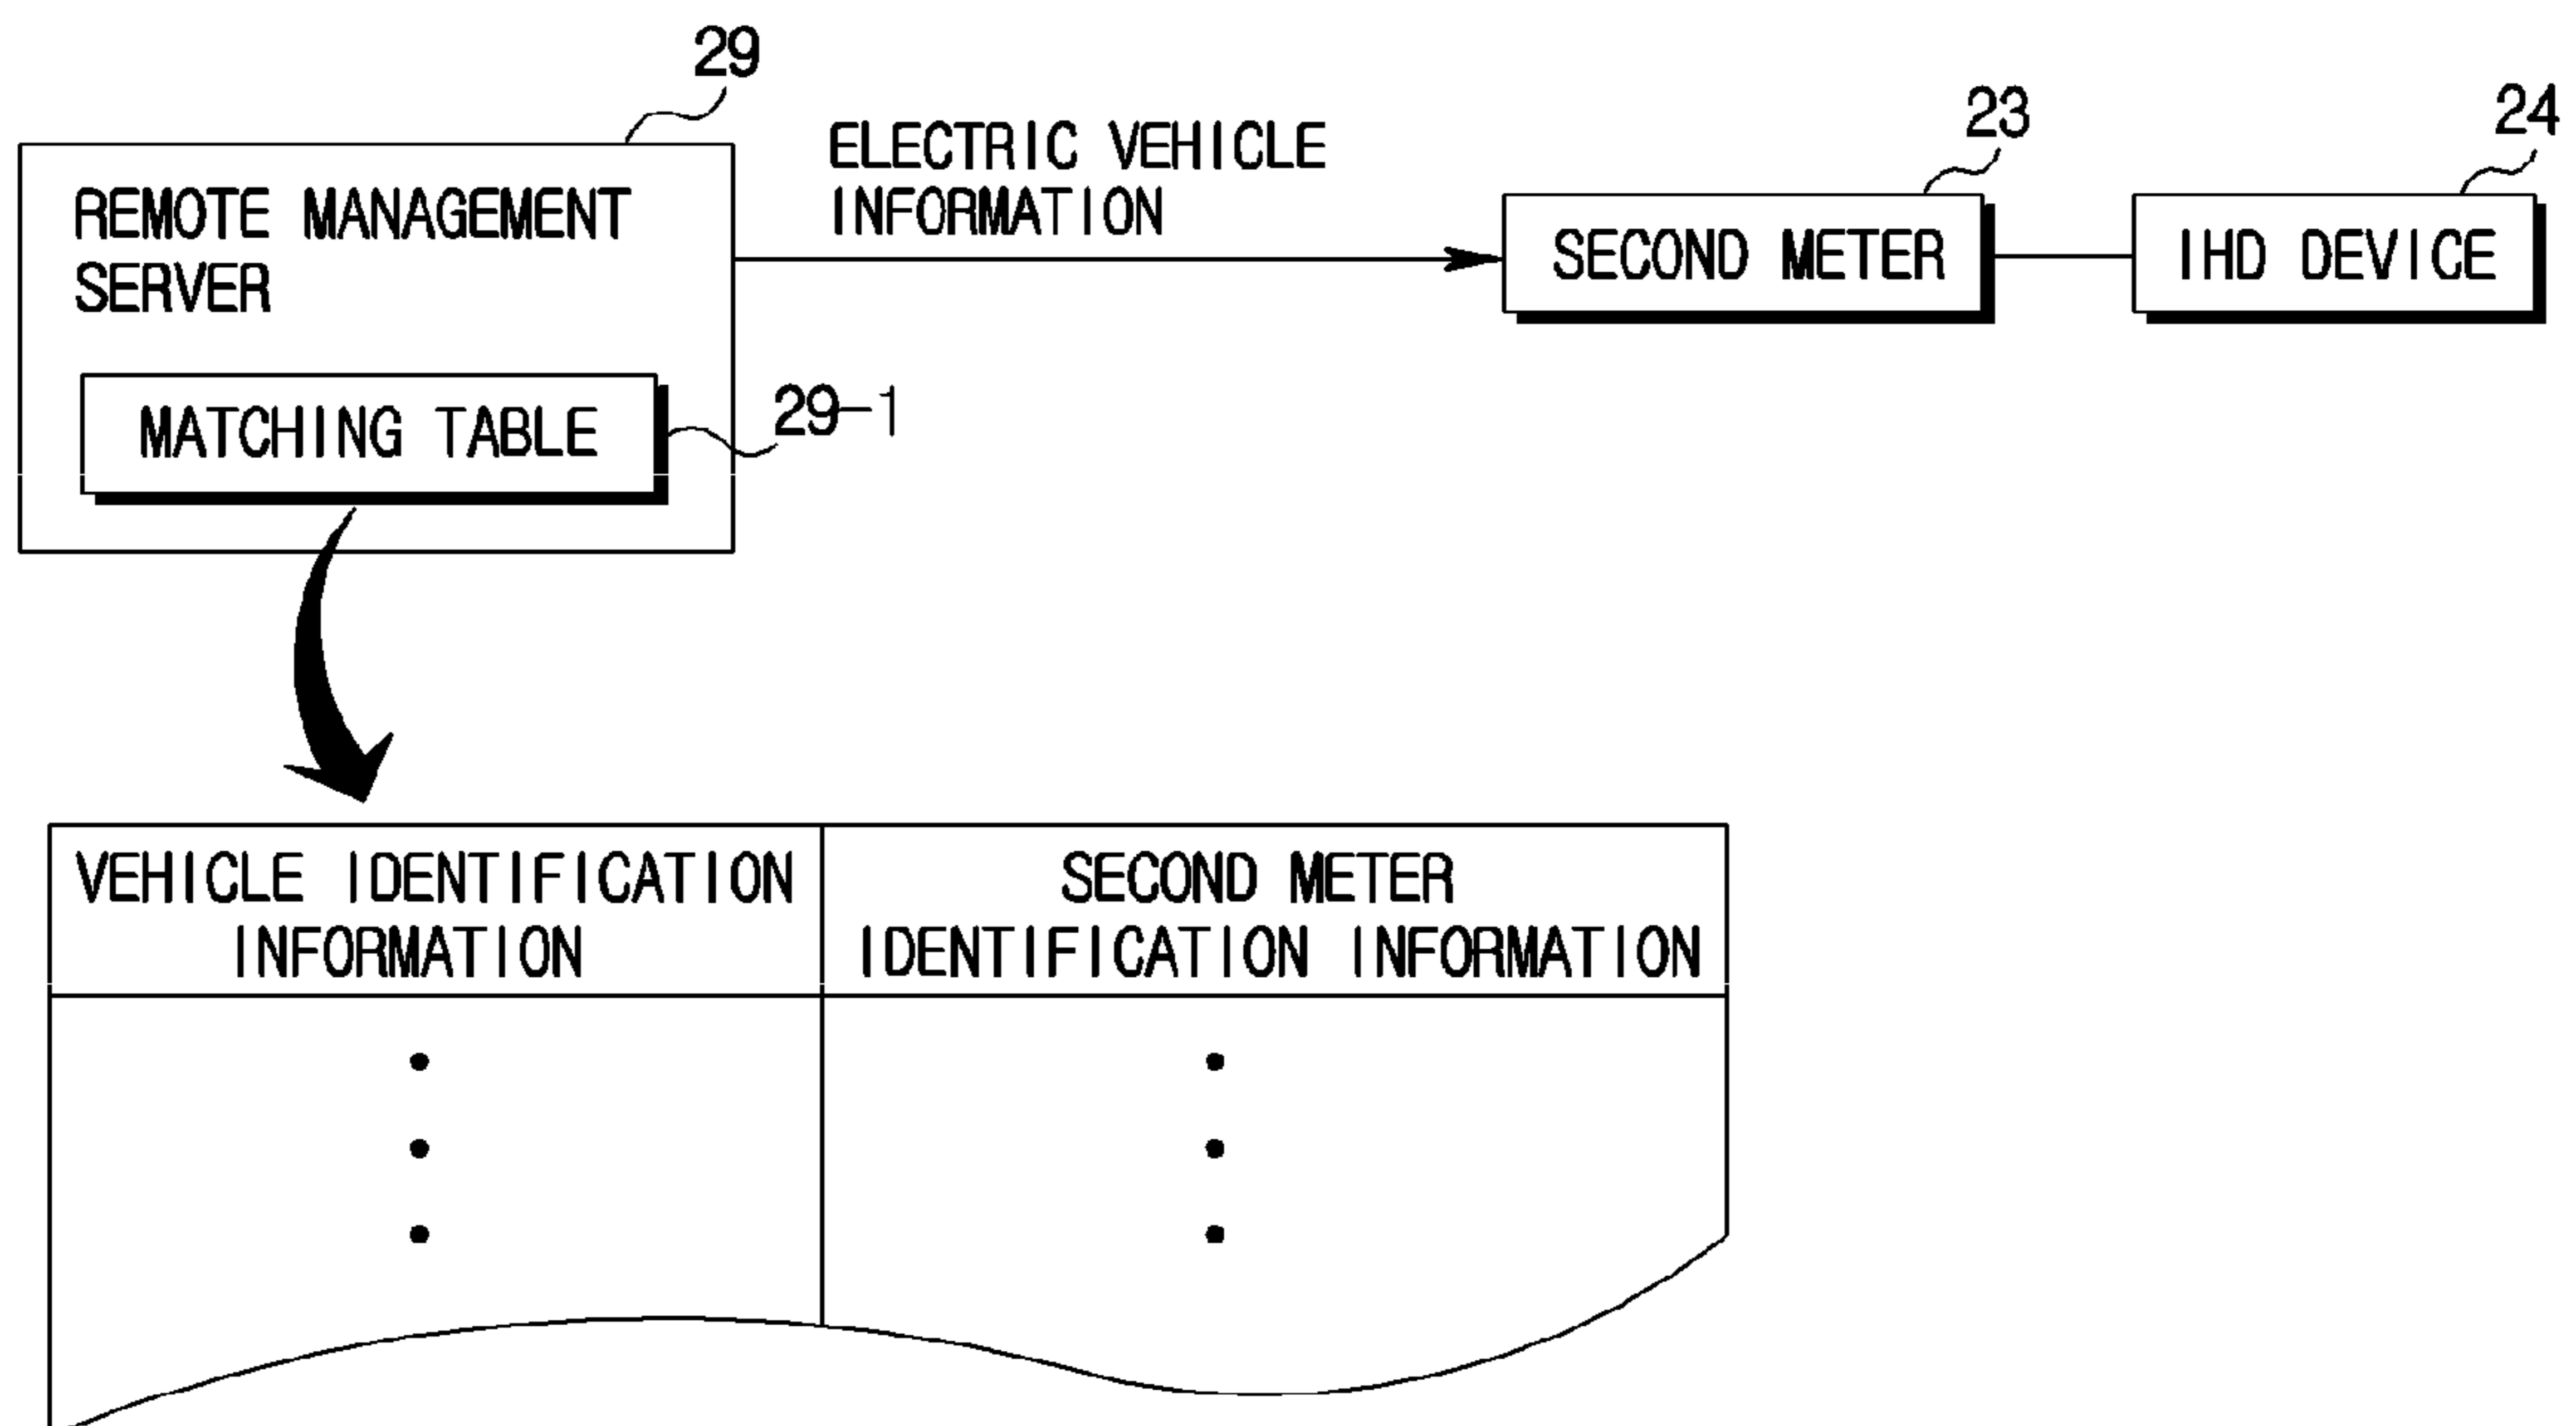 29
23
24
ELECTRIC VEHICLE
INFORMATION
REMOTE MANAGEMENT
SERVER
SECOND METER
IHD DEVICE
MATCHING TABLE
29-1
VEHICLE IDENTIFICATION
INFORMATION
SECOND METER
IDENTIFICATION INFORMATION